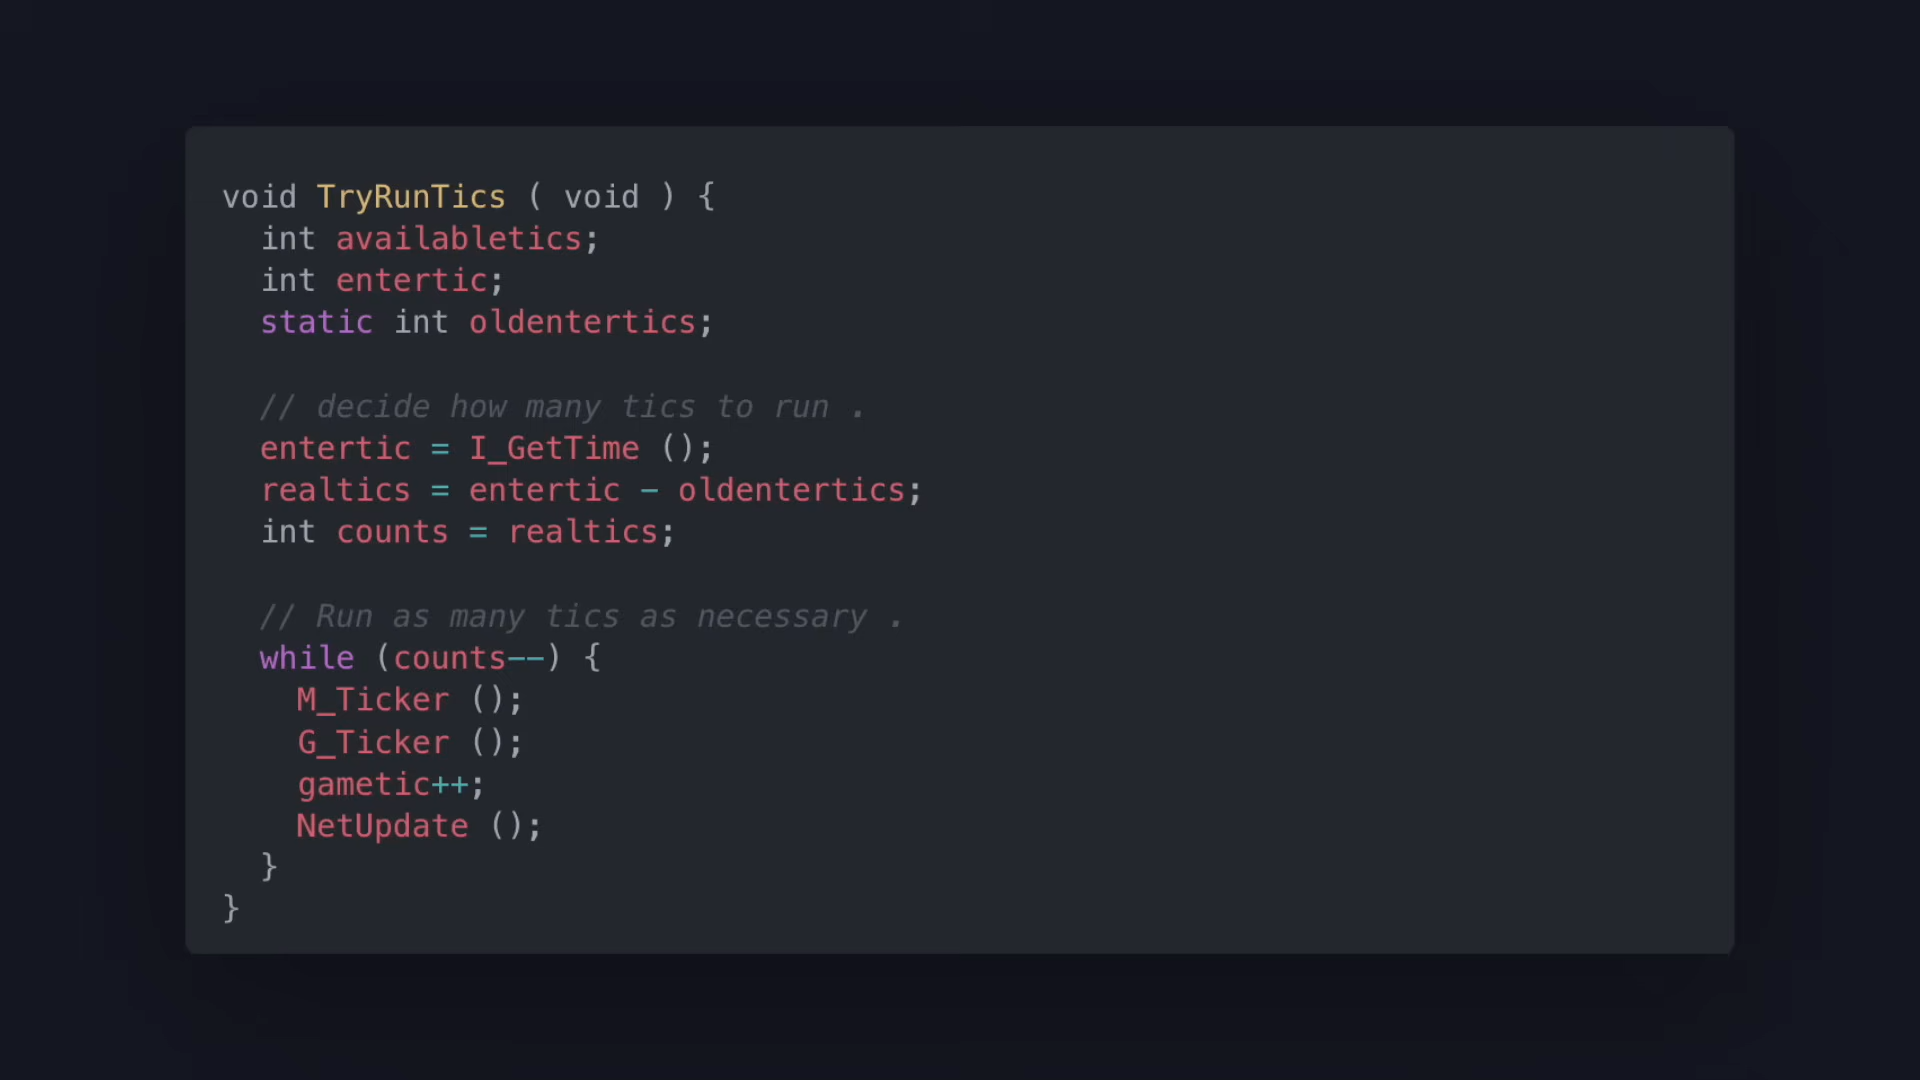 void TryRunTics ( void ) {
  int availabletics;
  int entertic;
  static int oldentertics;

  // decide how many tics to run .
  entertic = I_GetTime ();
  realtics = entertic - oldentertics;
  int counts = realtics;

  // Run as many tics as necessary .
  while (counts--) {
    M_Ticker ();
    G_Ticker ();
    gametic++;
    NetUpdate ();
  }
}